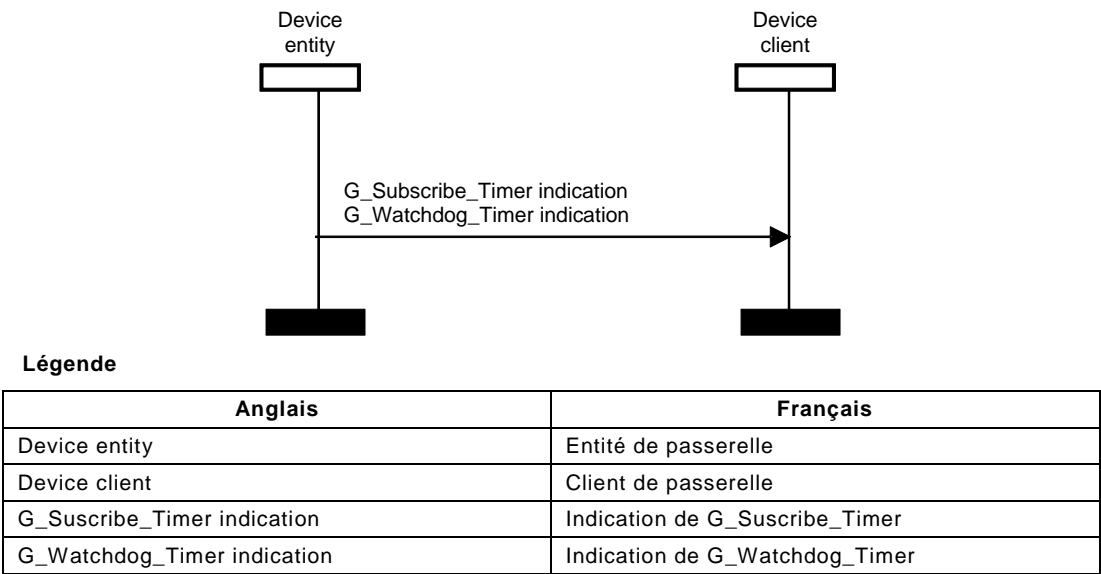 Device
entity
Device
client
G_Subscribe_Timer indication
G_Watchdog_Timer indication
Légende
Anglais Français
Device entity Entité de passerelle
Device client Client de passerelle
G_Suscribe_Timer indication Indication de G_Suscribe_Timer
G_Watchdog_Timer indication Indication de G_Watchdog_Timer